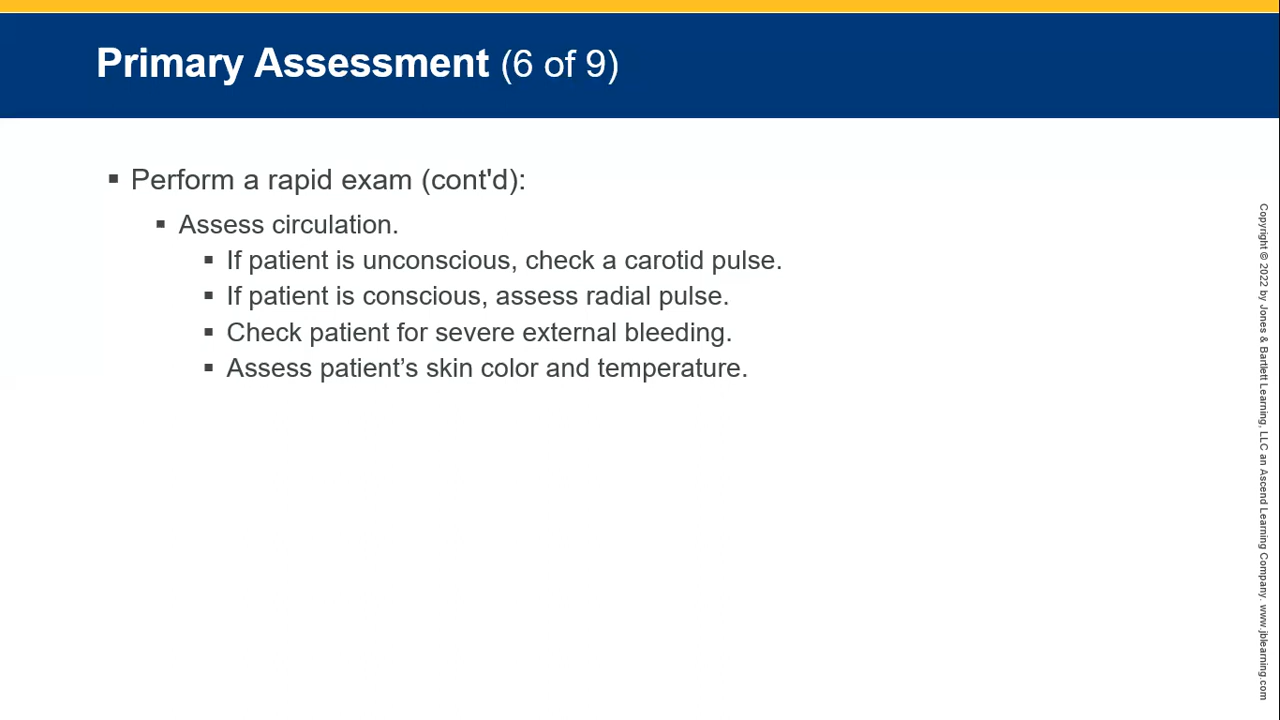 Primary Assessment (6 of 9)
▪ Perform a rapid exam (cont'd):
▪ Assess circulation.
▪ If patient is unconscious, check a carotid pulse.
▪ If patient is conscious, assess radial pulse.
▪ Check patient for severe external bleeding.
▪ Assess patient’s skin color and temperature.
Copyright © 2022 by Jones & Bartlett Learning, LLC an Ascend Learning Company. www.jblearning.com